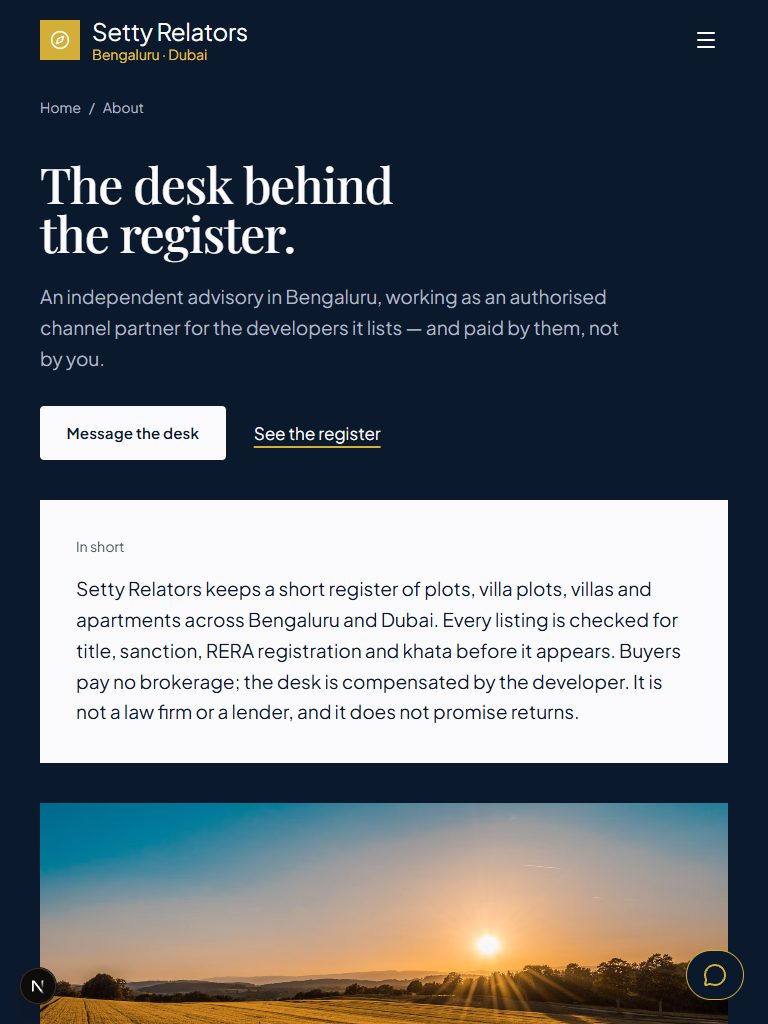 Setty Relators
Bengaluru · Dubai
Home / About
The desk behind
the register.
An independent advisory in Bengaluru, working as an authorised
channel partner for the developers it lists — and paid by them, not
by you.
Message the desk
See the register
In short
Setty Relators keeps a short register of plots, villa plots, villas and
apartments across Bengaluru and Dubai. Every listing is checked for
title, sanction, RERA registration and khata before it appears. Buyers
pay no brokerage; the desk is compensated by the developer. It is
not a law firm or a lender, and it does not promise returns.
N